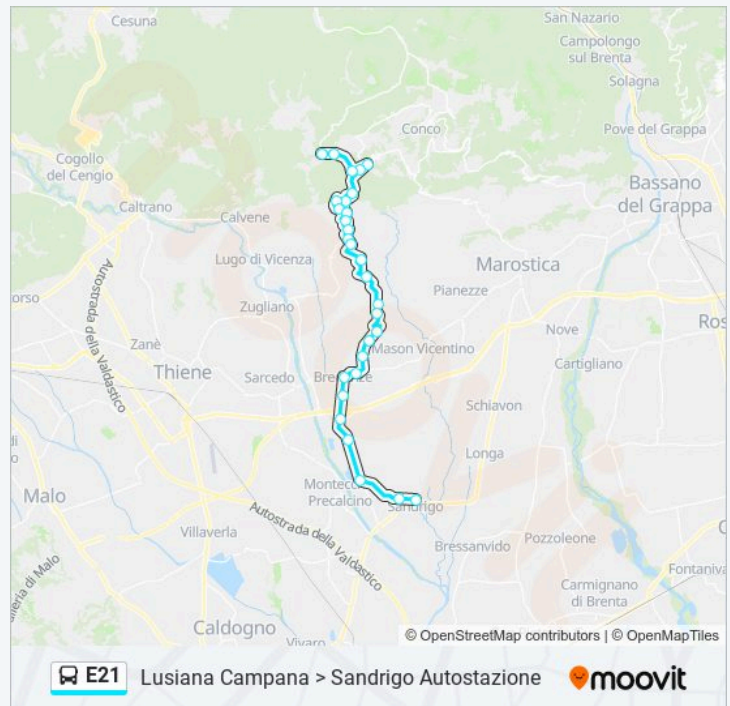 San Nazario
Cesuna
Campolongo
sul Brenta
Solagna
Conco
Pove del Grappa
Cogollo
del Cengio
Caltrano
Calvene
Bassano
del Grappa
Lugo di Vicenza
Marostica
Autostrada della Valdastico
Zugliano
Pianezze
Nove
Zanè
Mason Vicentino
Cartigliano
Thiene
Sarcedo
Schiavon
Longa
Malo
Montecc
Precalcino
Sandrigo
Autostrada della Valdastico
Villaverla
Bressanvido
Pozzoleone
Fontaniva
Carmignano
di Brenta
Caldogno
Vivaro
© OpenStreetMap contributors | © OpenMapTiles
E21 Lusiana Campana > Sandrigo Autostazione
moovit